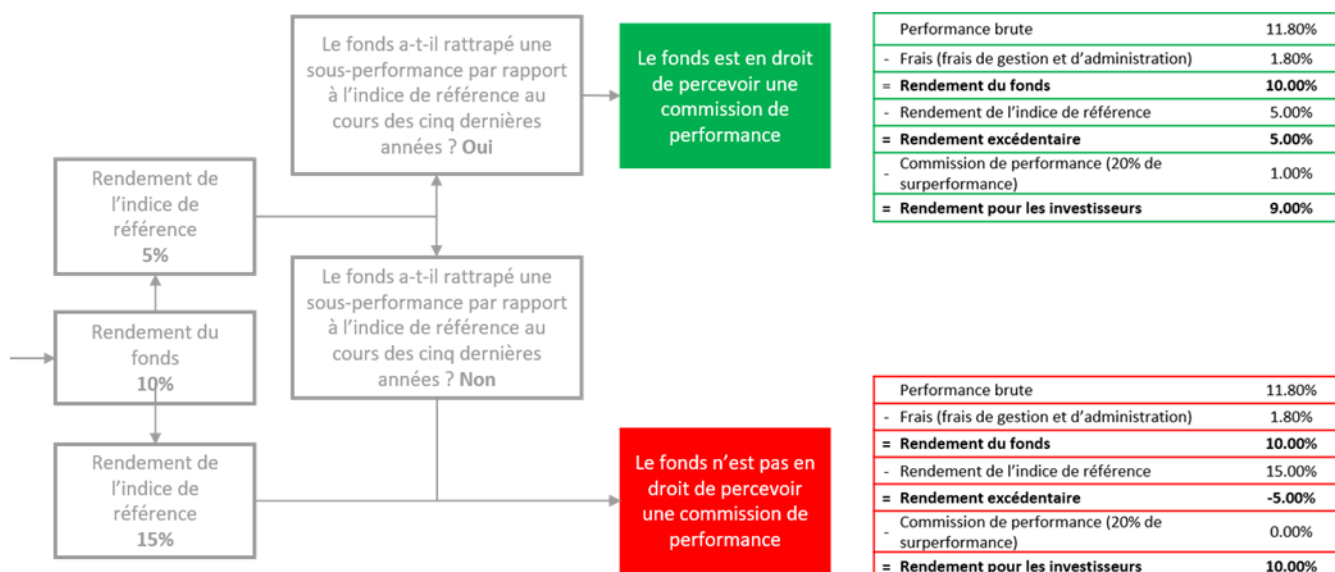 Le fonds a-t-il rattrapé une
sous-performance par rapport
à l'indice de référence au
cours des cinq dernières
années ? Oui
Le fonds est en droit
de percevoir une
commission de
performance
Performance brute 11.80%
- Frais (frais de gestion et d'administration) 1.80%
= Rendement du fonds 10.00%
- Rendement de l'indice de référence 5.00%
= Rendement excédentaire 5.00%
- Commission de performance (20% de
surperformance) 1.00%
= Rendement pour les investisseurs 9.00%
Rendement de
l'indice de
référence
5%
Le fonds a-t-il rattrapé une
sous-performance par rapport
à l'indice de référence au
cours des cinq dernières
années ? Non
Rendement du
fonds
10%
Rendement de
l'indice de
référence
15%
Le fonds n'est pas en
droit de percevoir
une commission de
performance
Performance brute 11.80%
- Frais (frais de gestion et d'administration) 1.80%
= Rendement du fonds 10.00%
- Rendement de l'indice de référence 15.00%
= Rendement excédentaire -5.00%
- Commission de performance (20% de
surperformance) 0.00%
= Rendement pour les investisseurs 10.00%